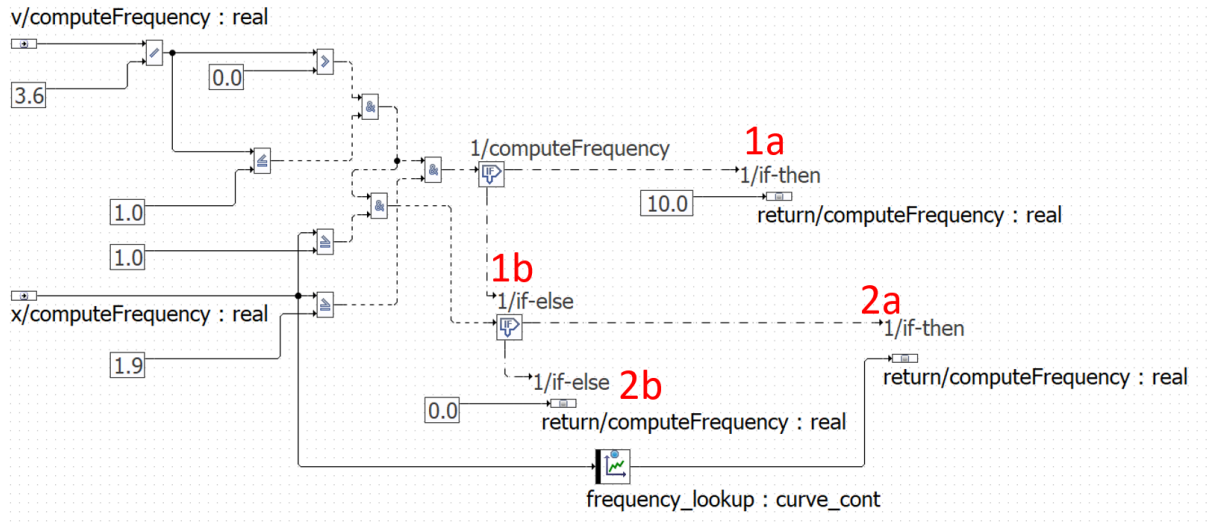 v/computeFrequency : real
3.6
0.0
1/computeFrequency
1a
1/if-then
10.0
return/computeFrequency : real
1.0
1.0
1b
1/if-else
x/computeFrequency : real
2a
1/if-then
1.9
return/computeFrequency : real
1/if-else
2b
0.0
return/computeFrequency : real
frequency_lookup : curve_cont